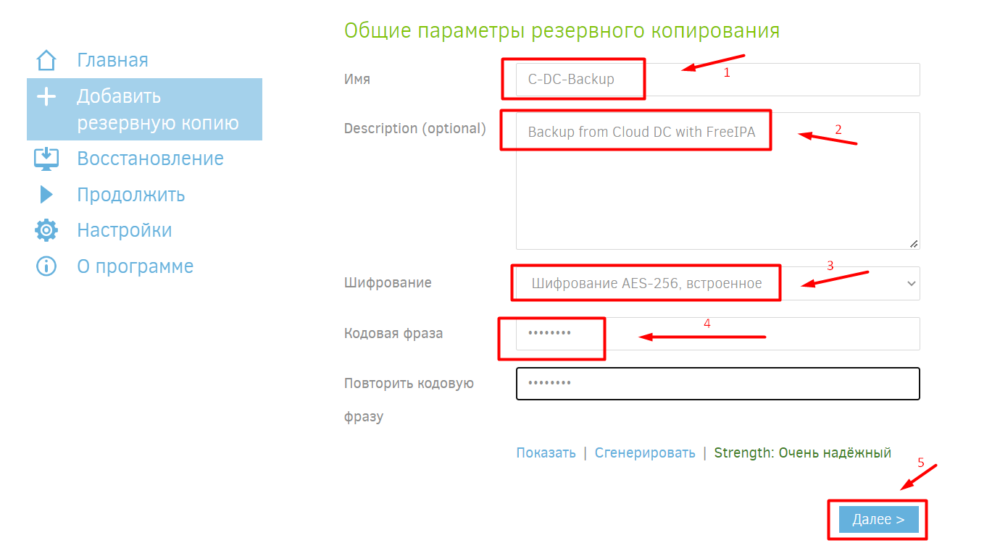 Общие параметры резервного копирования
Главная
Добавить
резервную копию
Восстановление
Продолжить
Настройки
О программе
Имя
C-DC-Backup
1
Description (optional)
Backup from Cloud DC with FreeIPA
2
Шифрование
Шифрование AES-256, встроенное
3
Кодовая фраза
••••••••
4
Повторить кодовую
фразу
••••••••
Показать | Сгенерировать | Strength: Очень надёжный
5
Далее >